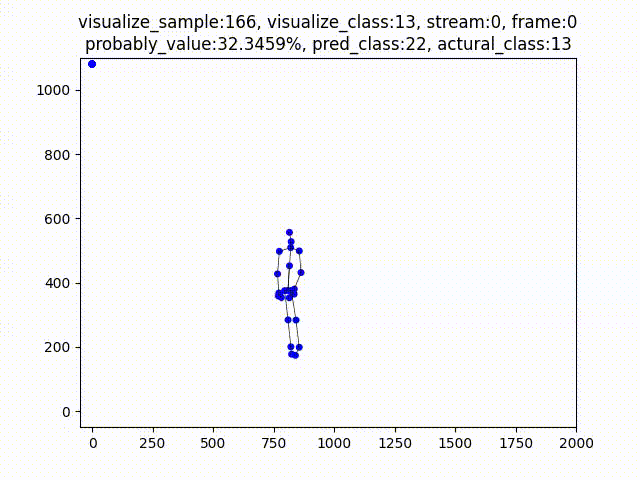 visualize_sample:166, visualize_class:13, stream:0, frame:0
probably_value:32.3459%, pred_class:22, actural_class:13
1000
800
600
400
200
0
0 250 500 750 1000 1250 1500 1750 2000